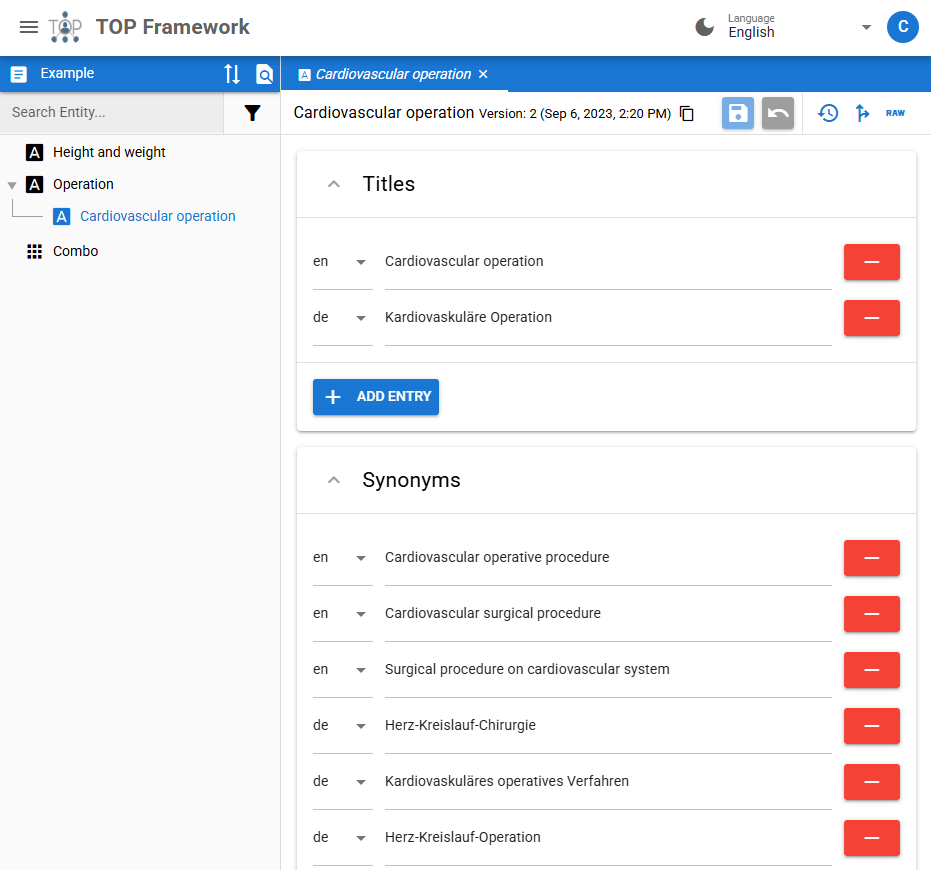 TOP
TOP Framework
Language
English
C
Example
A Cardiovascular operation
Search Entity...
Cardiovascular operation Version: 2 (Sep 6, 2023, 2:20 PM)
RAW
A Height and weight
A Operation
A Cardiovascular operation
Combo
Titles
en Cardiovascular operation
de Kardiovaskuläre Operation
ADD ENTRY
Synonyms
en Cardiovascular operative procedure
en Cardiovascular surgical procedure
en Surgical procedure on cardiovascular system
de Herz-Kreislauf-Chirurgie
de Kardiovaskuläres operatives Verfahren
de Herz-Kreislauf-Operation